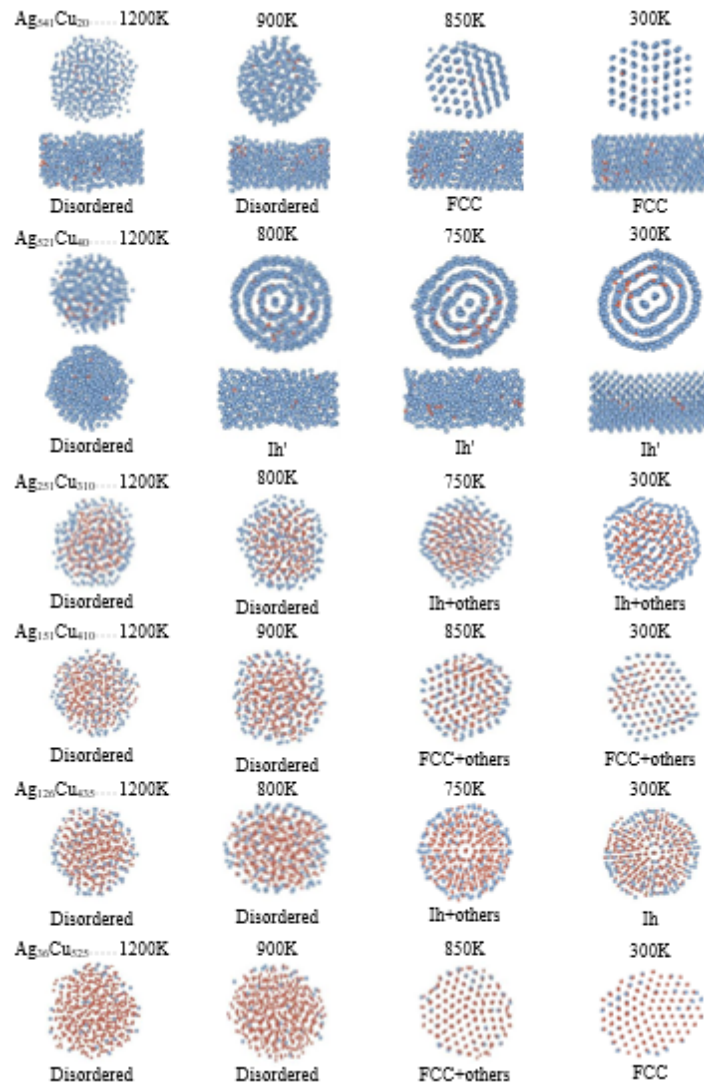 Ag₅₄₁Cu₂₀······1200K 900K 850K 300K
Disordered Disordered FCC FCC
Ag₅₂₁Cu₄₀······1200K 800K 750K 300K
Disordered Ih' Ih' Ih'
Ag₂₅₁Cu₃₁₀······1200K 800K 750K 300K
Disordered Disordered Ih+others Ih+others
Ag₁₅₁Cu₄₁₀······1200K 900K 850K 300K
Disordered Disordered FCC+others FCC+others
Ag₁₂₆Cu₄₃₅······1200K 800K 750K 300K
Disordered Disordered Ih+others Ih
Ag₃₆Cu₅₂₅······1200K 900K 850K 300K
Disordered Disordered FCC+others FCC